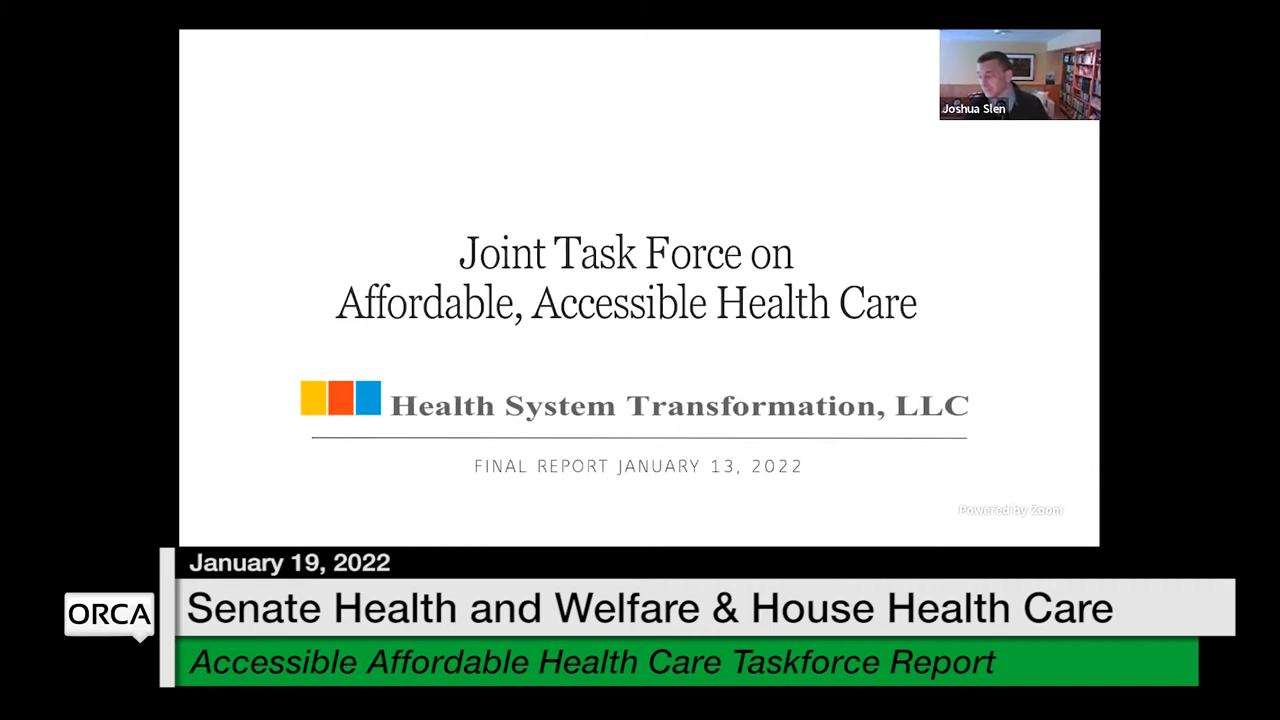 Joshua Slen
Joint Task Force on
Affordable, Accessible Health Care
Health System Transformation, LLC
FINAL REPORT JANUARY 13, 2022
Powered by Zoom
January 19, 2022
ORCA
Senate Health and Welfare & House Health Care
Accessible Affordable Health Care Taskforce Report